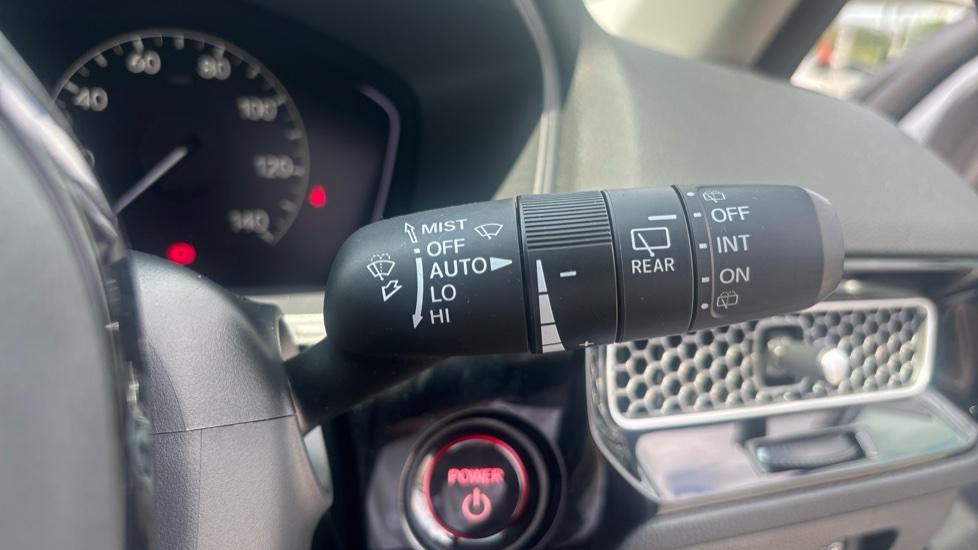 40
60
80
100
120
140
MIST
OFF
AUTO
LO
HI
-
+
REAR
OFF
INT
ON
POWER